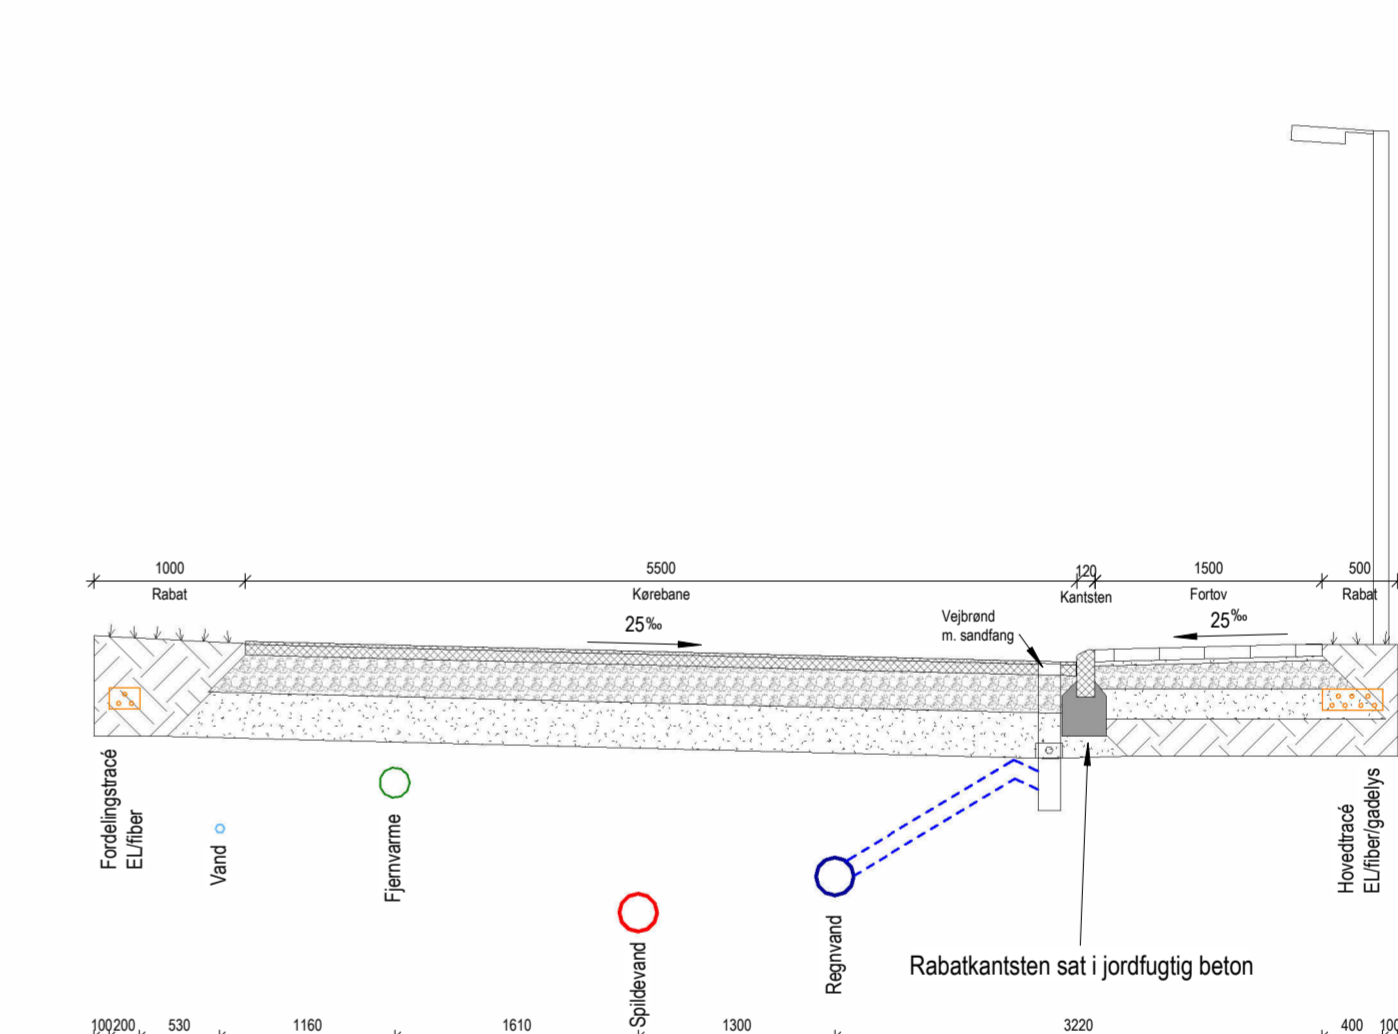 1000
5500
120
1500
500
Rabat
Kørebane
Kantsten
Fortov
Rabat
25‰
Vejbrønd
m. sandfang
25‰
Fordelingstracé
EL/fiber
Vand
Fjernvarme
Spildevand
Regnvand
Rabatkantsten sat i jordfugtig beton
Hovedtracé
EL/fiber/gadelys
100 200 530 1160 1610 1300 3220 400 100